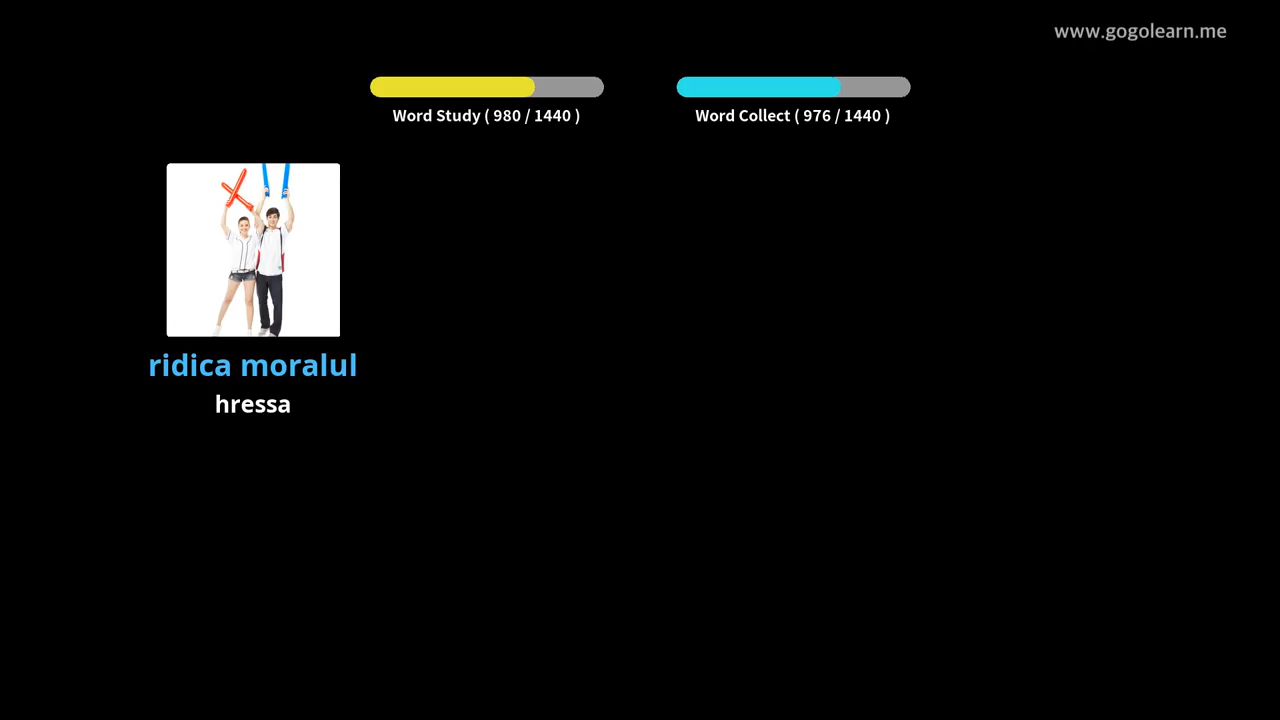 www.gogolearn.me
Word Study ( 980 / 1440 )
Word Collect ( 976 / 1440 )
ridica moralul
hressa